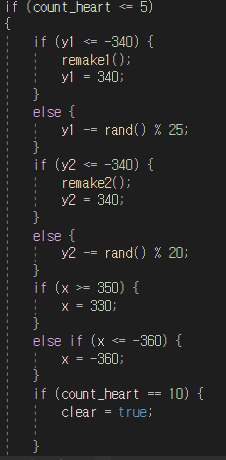 if (count_heart <= 5)
{
if (y1 <= -340) {
remake1();
y1 = 340;
}
else {
y1 -= rand() % 25;
}
if (y2 <= -340) {
remake2();
y2 = 340;
}
else {
y2 -= rand() % 20;
}
if (x >= 350) {
x = 330;
}
else if (x <= -360) {
x = -360;
}
if (count_heart == 10) {
clear = true;
}